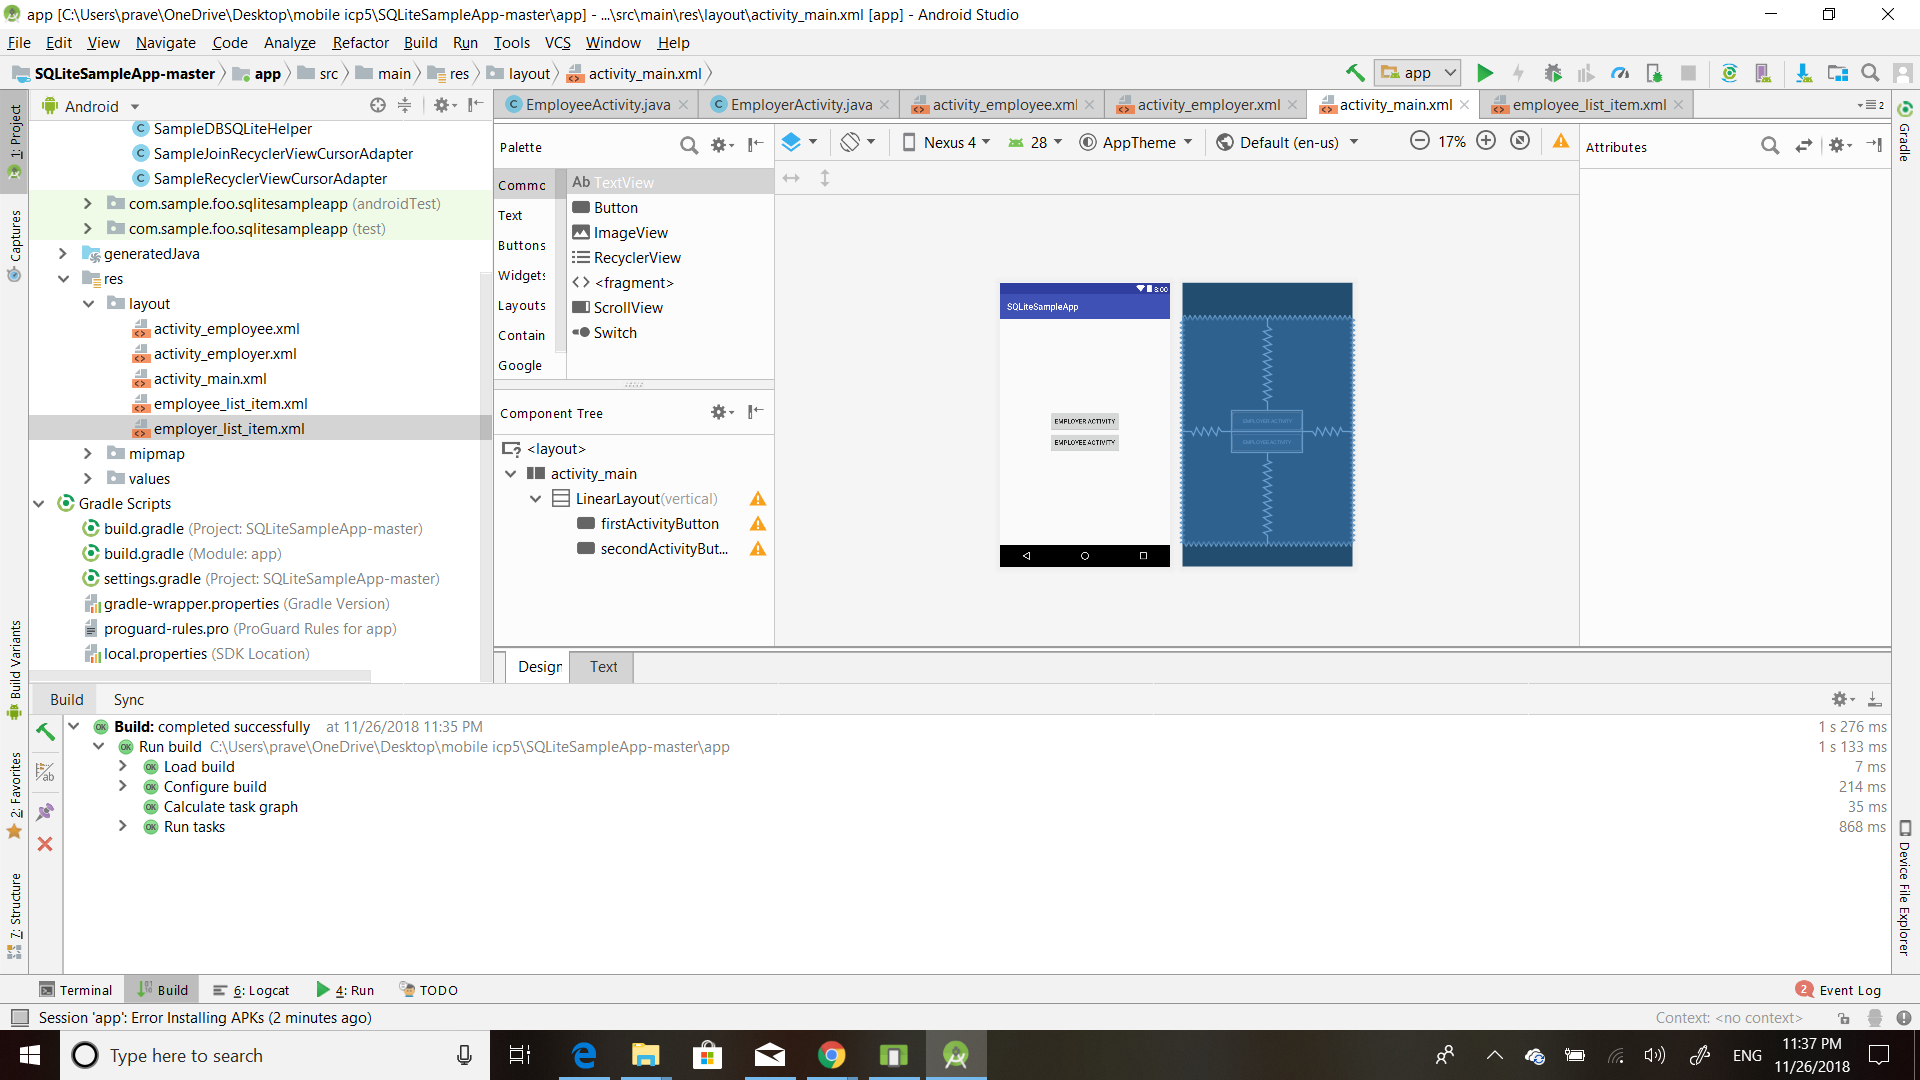 app [C:\Users\prave\OneDrive\Desktop\mobile icp5\SQLiteSampleApp-master\app] - ...\src\main\res\layout\activity_main.xml [app] - Android Studio
File Edit View Navigate Code Analyze Refactor Build Run Tools VCS Window Help
SQLiteSampleApp-master app src main res layout activity_main.xml app
Android EmployeeActivity.java EmployerActivity.java activity_employee.xml activity_employer.xml activity_main.xml employee_list_item.xml 2
1: Project
Captures
Build Variants
2: Favorites
7: Structure
SampleDBSQLiteHelper
SampleJoinRecyclerViewCursorAdapter
SampleRecyclerViewCursorAdapter
com.sample.foo.sqlitesampleapp (androidTest)
com.sample.foo.sqlitesampleapp (test)
generatedJava
res
layout
activity_employee.xml
activity_employer.xml
activity_main.xml
employee_list_item.xml
employer_list_item.xml
mipmap
values
Gradle Scripts
build.gradle (Project: SQLiteSampleApp-master)
build.gradle (Module: app)
settings.gradle (Project: SQLiteSampleApp-master)
gradle-wrapper.properties (Gradle Version)
proguard-rules.pro (ProGuard Rules for app)
local.properties (SDK Location)
Palette
Commo
Text
Buttons
Widgets
Layouts
Contain
Google
Ab TextView
Button
ImageView
RecyclerView
<fragment>
ScrollView
Switch
Component Tree
<layout>
activity_main
LinearLayout(vertical)
firstActivityButton
secondActivityBut...
Nexus 4 28 AppTheme Default (en-us) 17%
8:00
SQLiteSampleApp
EMPLOYER ACTIVITY
EMPLOYEE ACTIVITY
EMPLOYER ACTIVITY
EMPLOYEE ACTIVITY
Attributes
Gradle
Device File Explorer
Design Text
Build Sync
Build: completed successfully at 11/26/2018 11:35 PM 1 s 276 ms
Run build C:\Users\prave\OneDrive\Desktop\mobile icp5\SQLiteSampleApp-master\app 1 s 133 ms
Load build 7 ms
Configure build 214 ms
Calculate task graph 35 ms
Run tasks 868 ms
Terminal Build 6: Logcat 4: Run TODO 2 Event Log
Session 'app': Error Installing APKs (2 minutes ago) Context: <no context>
Type here to search ENG 11:37 PM
11/26/2018